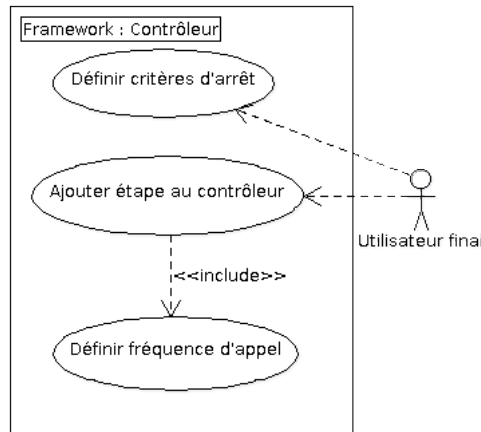 Framework : Contrôleur
Définir critères d'arrêt
Ajouter étape au contrôleur
Utilisateur final
<<include>>
Définir fréquence d'appel